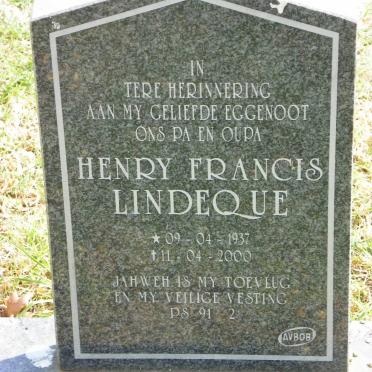 IN
TERE HERINNERING
AAN MY GELIEFDE EGGENOOT
ONS PA EN OUPA
HENRY FRANCIS
LINDEQUE
★ 09 - 04 - 1937
✝ 11 - 04 - 2000
JAHWEH IS MY TOEVLUG
EN MY VEILIGE VESTING
PS 91 2
AVBOB